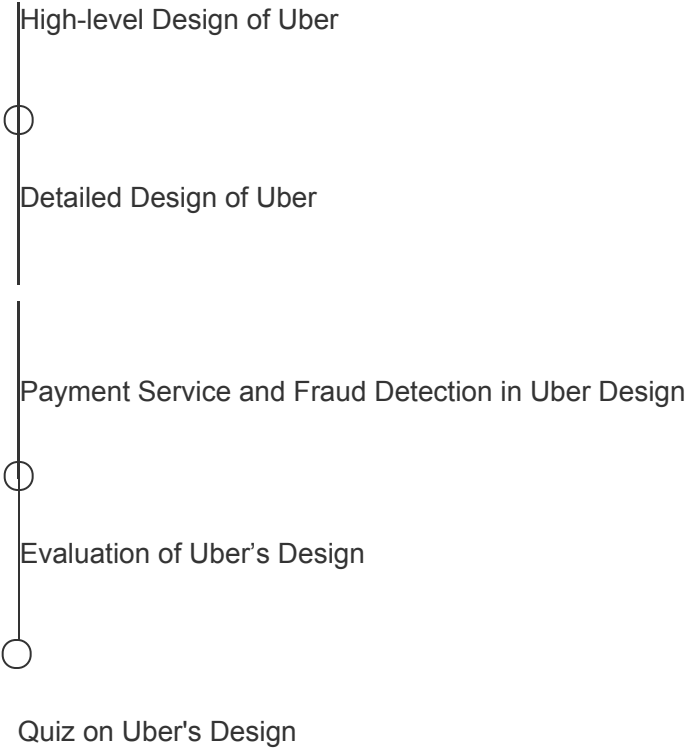 High-level Design of Uber
Detailed Design of Uber
Payment Service and Fraud Detection in Uber Design
Evaluation of Uber’s Design
Quiz on Uber's Design